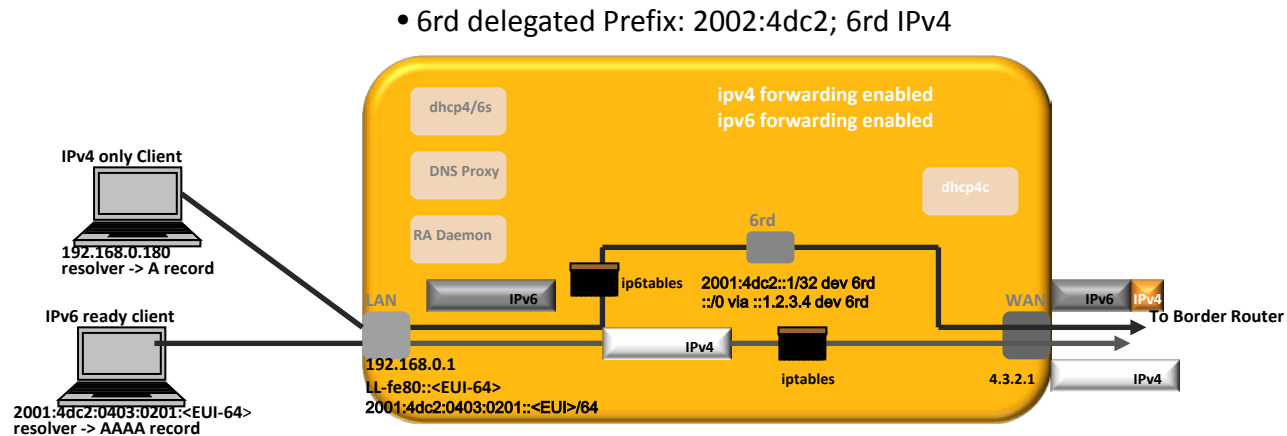 • 6rd delegated Prefix: 2002:4dc2; 6rd IPv4
ipv4 forwarding enabled
ipv6 forwarding enabled
dhcp4/6s
DNS Proxy
RA Daemon
dhcp4c
IPv4 only Client
192.168.0.180
resolver -> A record
IPv6 ready client
2001:4dc2:0403:0201:<EUI-64>
resolver -> AAAA record
LAN
192.168.0.1
LL-fe80::<EUI-64>
2001:4dc2:0403:0201::<EUI>/64
IPv6
ip6tables
6rd
2001:4dc2::1/32 dev 6rd
::/0 via ::1.2.3.4 dev 6rd
IPv4
iptables
WAN
4.3.2.1
IPv6
IPv4
To Border Router
IPv4